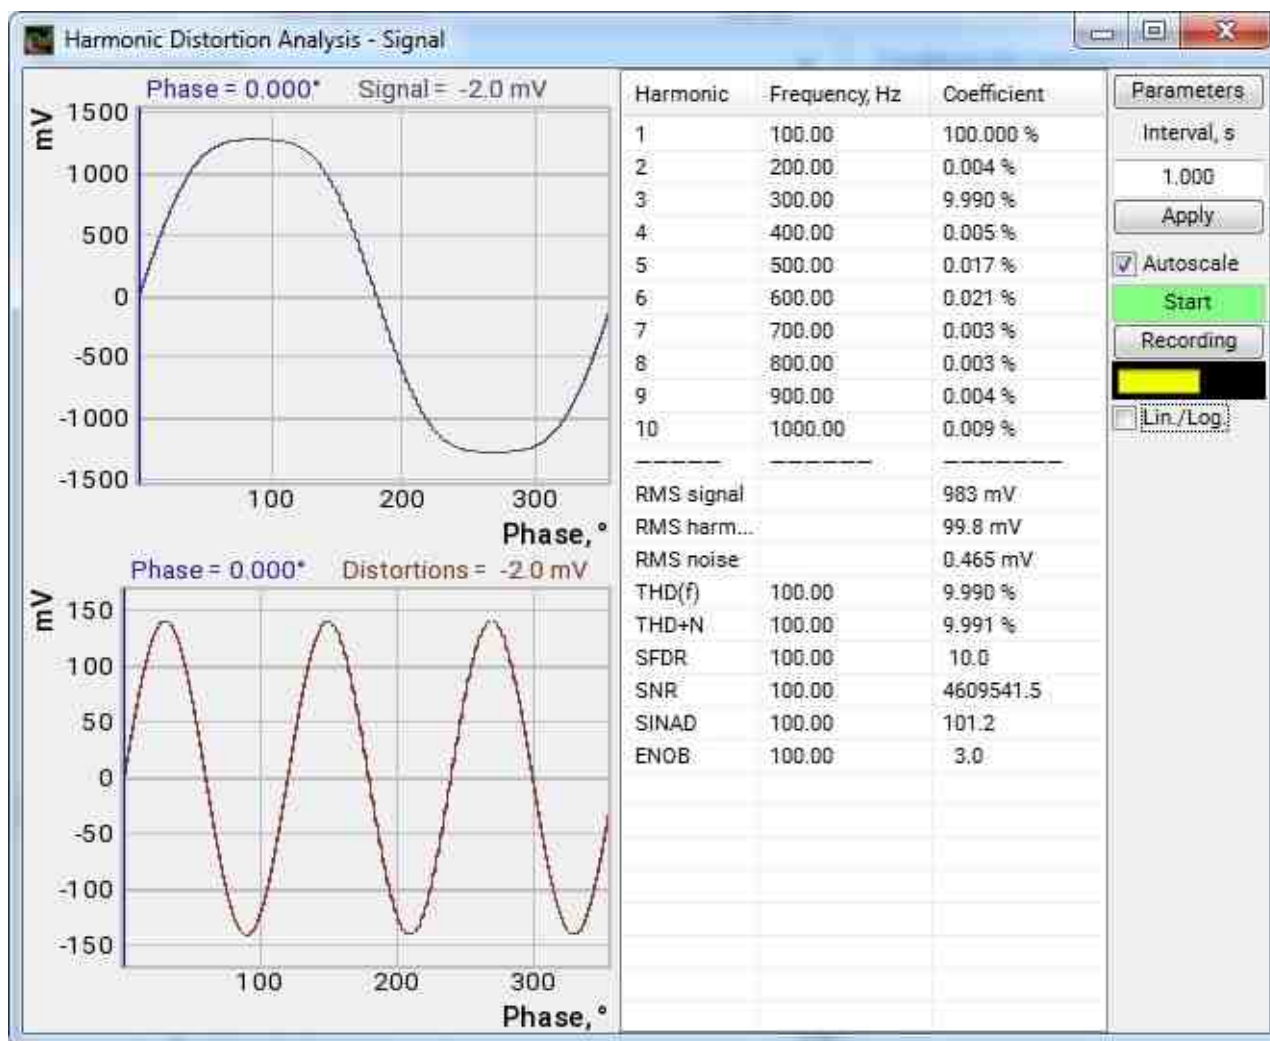 Harmonic Distortion Analysis - Signal
Phase = 0.000° Signal = -2.0 mV
mV
1500
1000
500
0
-500
-1000
-1500
100 200 300
Phase, °
Phase = 0.000° Distortions = -2.0 mV
mV
150
100
50
0
-50
-100
-150
100 200 300
Phase, °
Harmonic Frequency, Hz Coefficient
1 100.00 100.000 %
2 200.00 0.004 %
3 300.00 9.990 %
4 400.00 0.005 %
5 500.00 0.017 %
6 600.00 0.021 %
7 700.00 0.003 %
8 800.00 0.003 %
9 900.00 0.004 %
10 1000.00 0.009 %
----- ------ -------
RMS signal 983 mV
RMS harm... 99.8 mV
RMS noise 0.465 mV
THD(f) 100.00 9.990 %
THD+N 100.00 9.991 %
SFDR 100.00 10.0
SNR 100.00 4609541.5
SINAD 100.00 101.2
ENOB 100.00 3.0
Parameters
Interval, s
1.000
Apply
Autoscale
Start
Recording
Lin./Log.